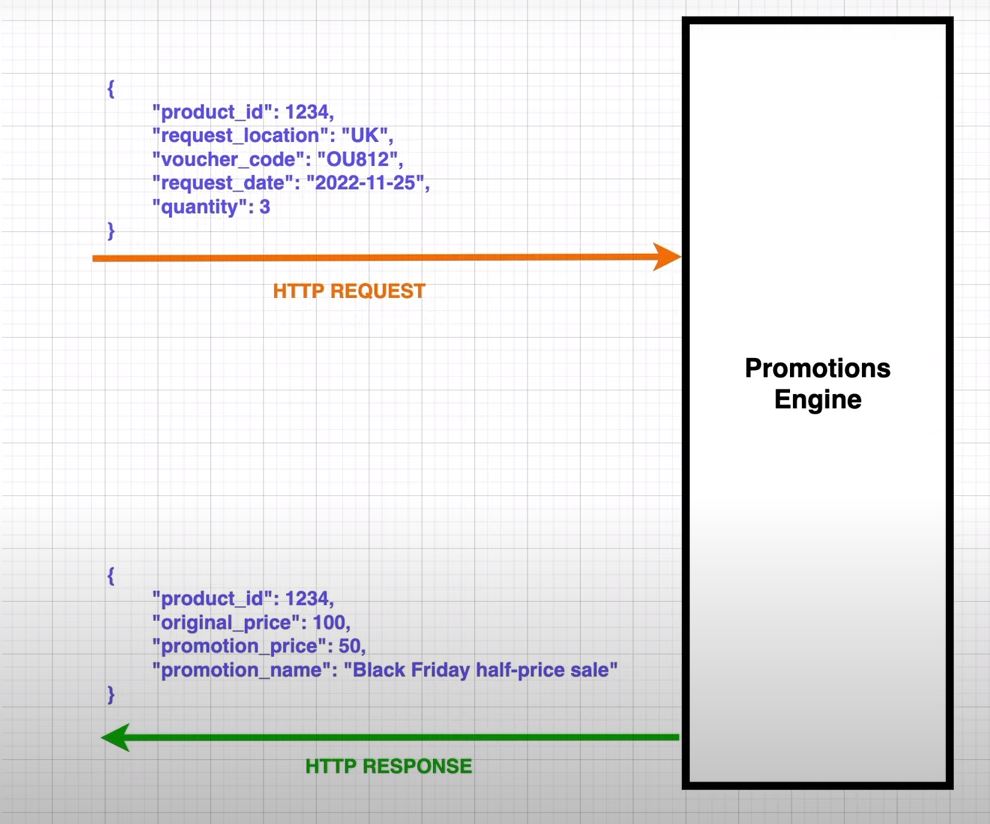 {
"product_id": 1234,
"request_location": "UK",
"voucher_code": "OU812",
"request_date": "2022-11-25",
"quantity": 3
}
HTTP REQUEST
Promotions
Engine
{
"product_id": 1234,
"original_price": 100,
"promotion_price": 50,
"promotion_name": "Black Friday half-price sale"
}
HTTP RESPONSE